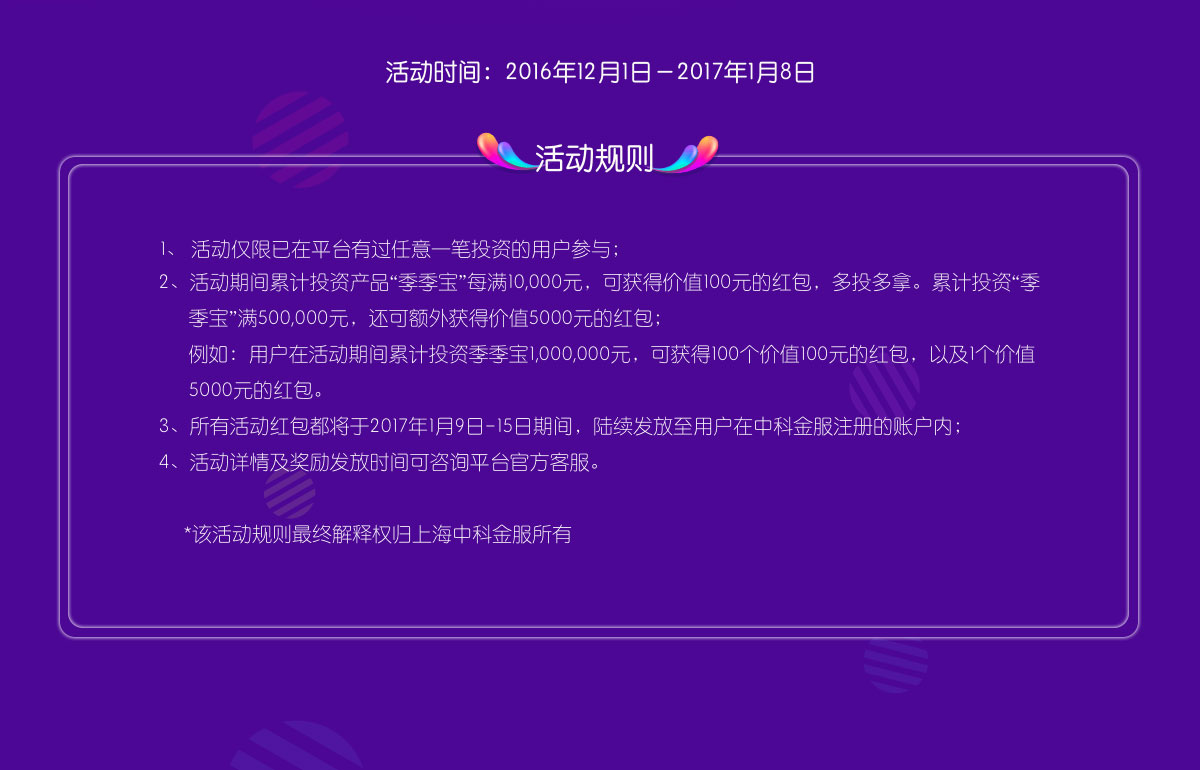 活动时间：2016年12月1日－2017年1月8日
活动规则
1、 活动仅限已在平台有过任意一笔投资的用户参与；
2、活动期间累计投资产品“季季宝”每满10,000元，可获得价值100元的红包，多投多拿。累计投资“季
季宝”满500,000元，还可额外获得价值5000元的红包；
例如：用户在活动期间累计投资季季宝1,000,000元，可获得100个价值100元的红包，以及1个价值
5000元的红包。
3、所有活动红包都将于2017年1月9日-15日期间，陆续发放至用户在中科金服注册的账户内；
4、活动详情及奖励发放时间可咨询平台官方客服。
*该活动规则最终解释权归上海中科金服所有